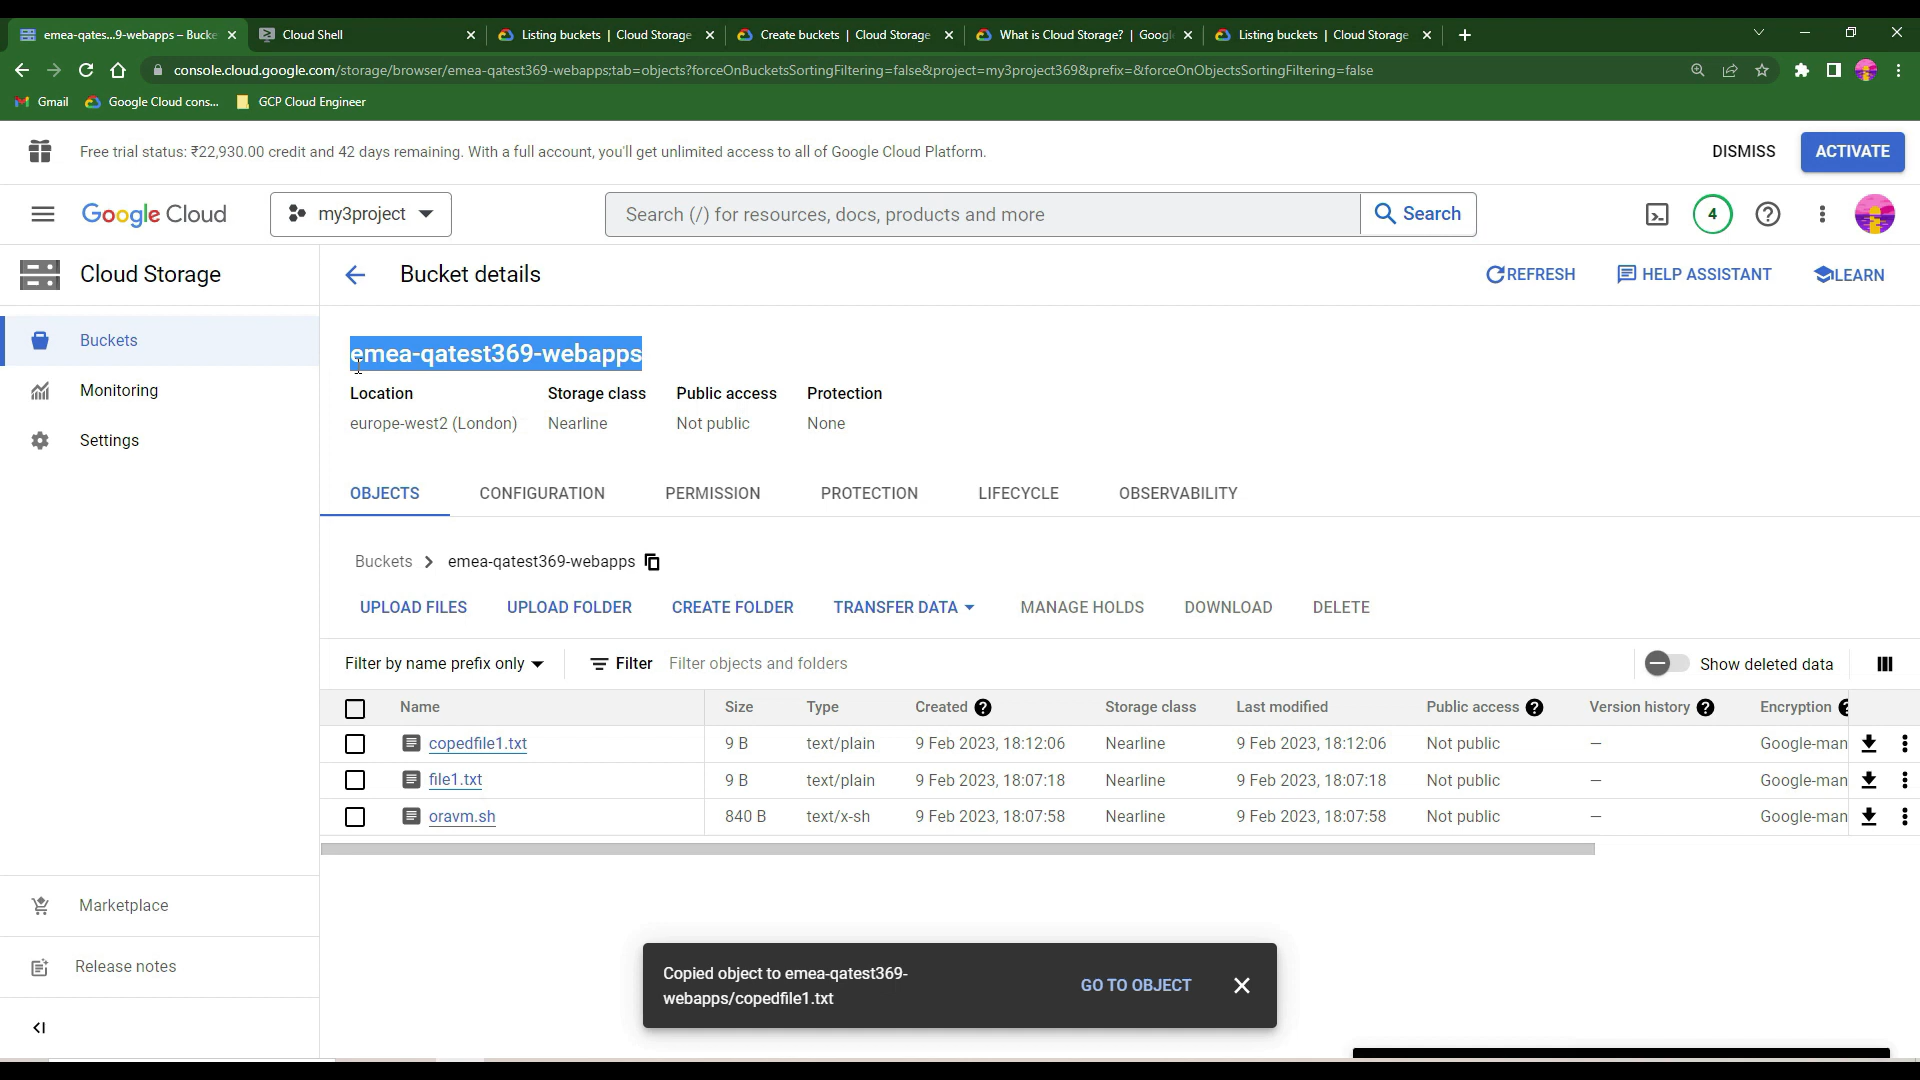 emea-qates...9-webapps – Bucke
Cloud Shell
Listing buckets | Cloud Storage
Create buckets | Cloud Storage
What is Cloud Storage? | Googl
Listing buckets | Cloud Storage
console.cloud.google.com/storage/browser/emea-qatest369-webapps;tab=objects?forceOnBucketsSortingFiltering=false&project=my3project369&prefix=&forceOnObjectsSortingFiltering=false
Gmail
Google Cloud cons...
GCP Cloud Engineer
Free trial status: ₹22,930.00 credit and 42 days remaining. With a full account, you'll get unlimited access to all of Google Cloud Platform.
DISMISS
ACTIVATE
Google Cloud
my3project
Search (/) for resources, docs, products and more
Search
4
Cloud Storage
Bucket details
REFRESH
HELP ASSISTANT
LEARN
Buckets
Monitoring
Settings
emea-qatest369-webapps
Location Storage class Public access Protection
europe-west2 (London) Nearline Not public None
OBJECTS CONFIGURATION PERMISSION PROTECTION LIFECYCLE OBSERVABILITY
Buckets > emea-qatest369-webapps
UPLOAD FILES UPLOAD FOLDER CREATE FOLDER TRANSFER DATA MANAGE HOLDS DOWNLOAD DELETE
Filter by name prefix only Filter Filter objects and folders Show deleted data
Name Size Type Created Storage class Last modified Public access Version history Encryption
copedfile1.txt 9 B text/plain 9 Feb 2023, 18:12:06 Nearline 9 Feb 2023, 18:12:06 Not public — Google-man
file1.txt 9 B text/plain 9 Feb 2023, 18:07:18 Nearline 9 Feb 2023, 18:07:18 Not public — Google-man
oravm.sh 840 B text/x-sh 9 Feb 2023, 18:07:58 Nearline 9 Feb 2023, 18:07:58 Not public — Google-man
Marketplace
Release notes
Copied object to emea-qatest369-
webapps/copedfile1.txt
GO TO OBJECT